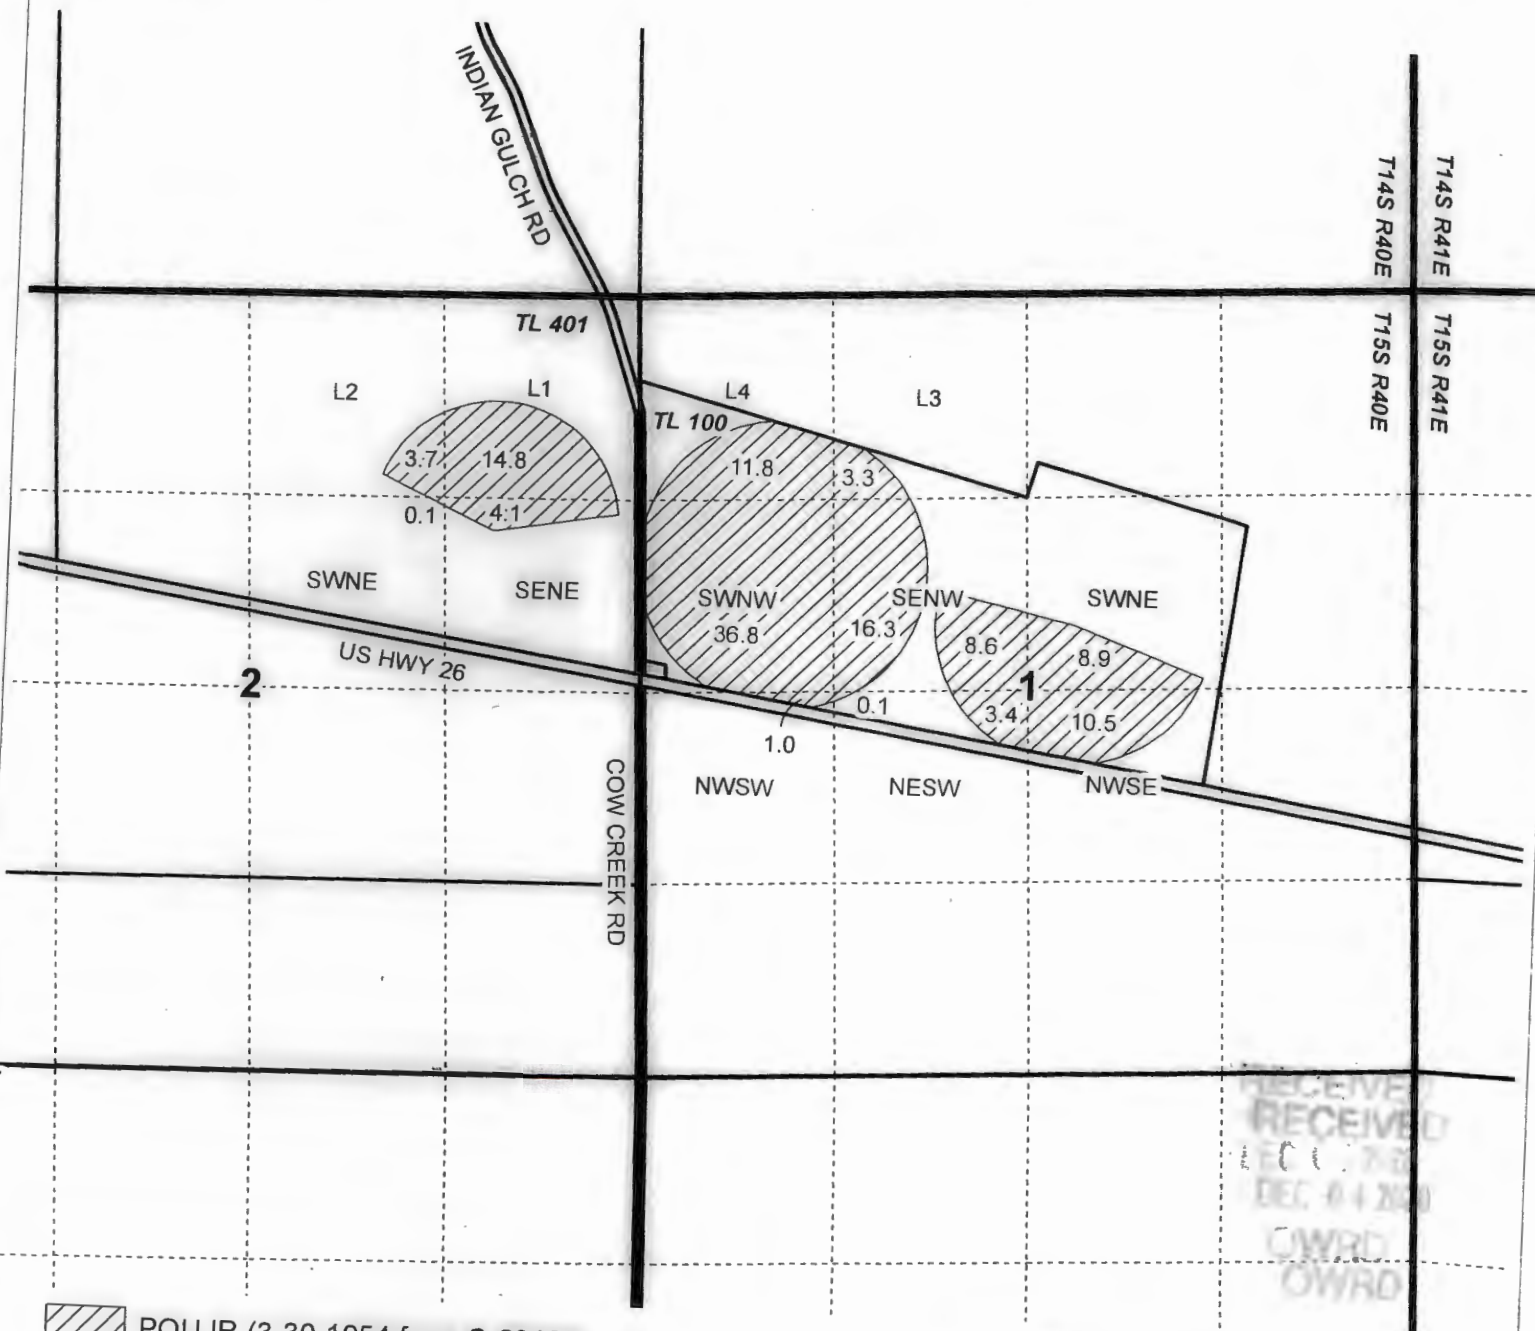 INDIAN GULCH RD
T14S R40E
T14S R41E
TL 401
T15S R40E
T15S R41E
L2
L1
L4
L3
TL 100
3.7
14.8
11.8
3.3
0.1
4.1
SWNE
SENE
SWNW
SENW
SWNE
36.8
16.3
8.6
8.9
US HWY 26
2
1
0.1
3.4
10.5
1.0
NWSW
NESW
NWSE
COW CREEK RD
RECEIVED
RECEIVED
DEC 04 2020
OWRD
OWRD